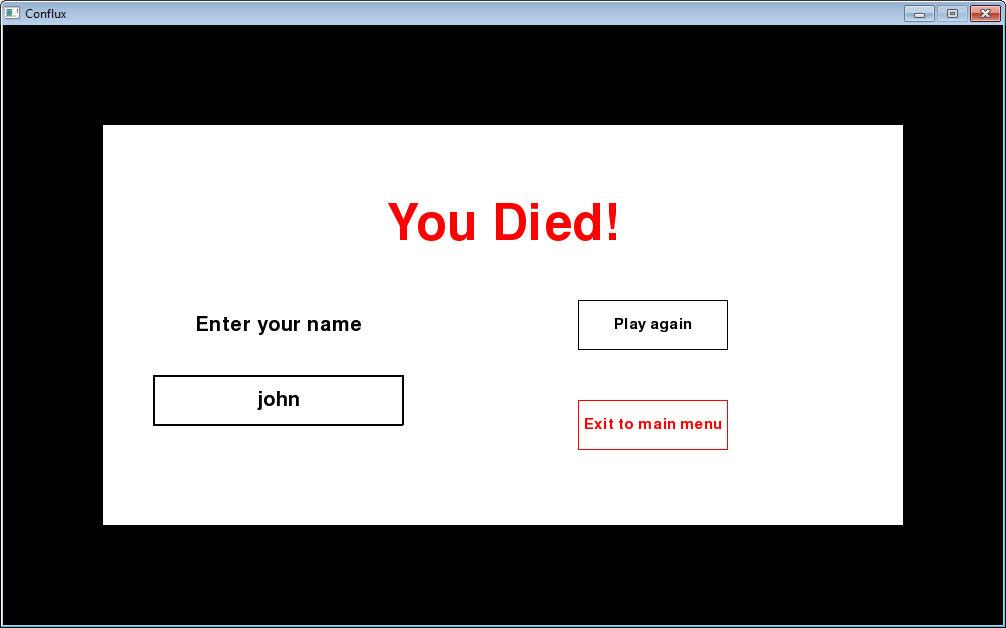 Conflux
You Died!
Enter your name
john
Play again
Exit to main menu